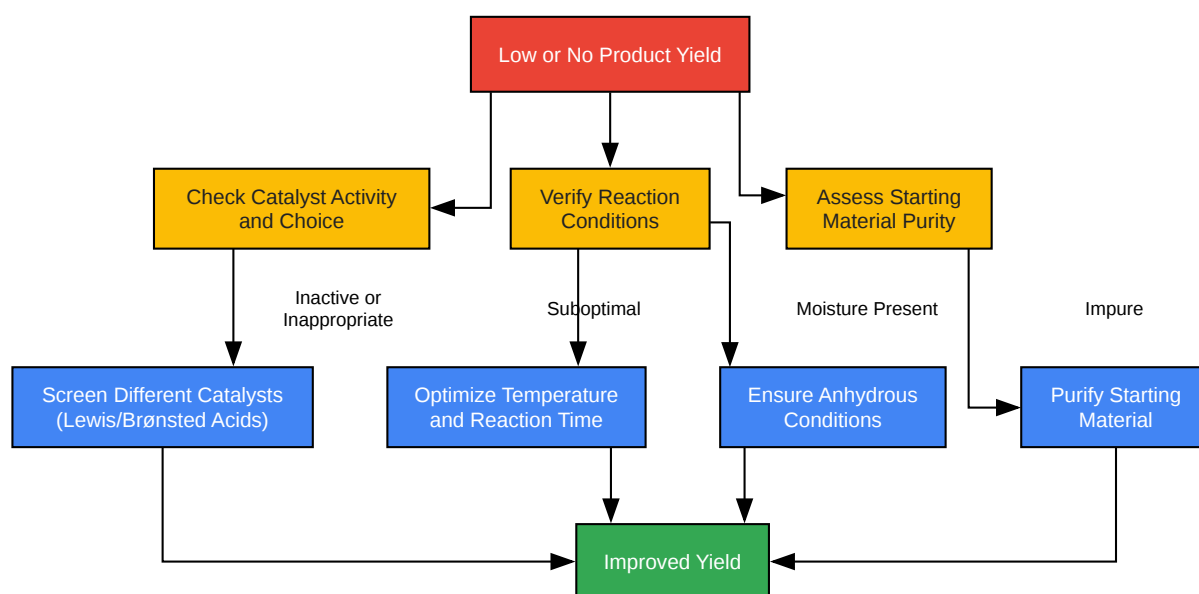 Low or No Product Yield
Check Catalyst Activity
and Choice
Verify Reaction
Conditions
Assess Starting
Material Purity
Inactive or
Inappropriate
Suboptimal
Moisture Present
Impure
Screen Different Catalysts
(Lewis/Brønsted Acids)
Optimize Temperature
and Reaction Time
Ensure Anhydrous
Conditions
Purify Starting
Material
Improved Yield